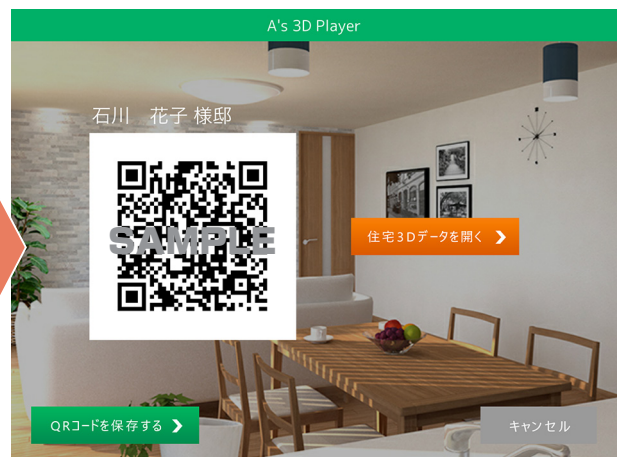 A's 3D Player
石川　花子 様邸
SAMPLE
住宅3Dデータを開く
QRコードを保存する
キャンセル